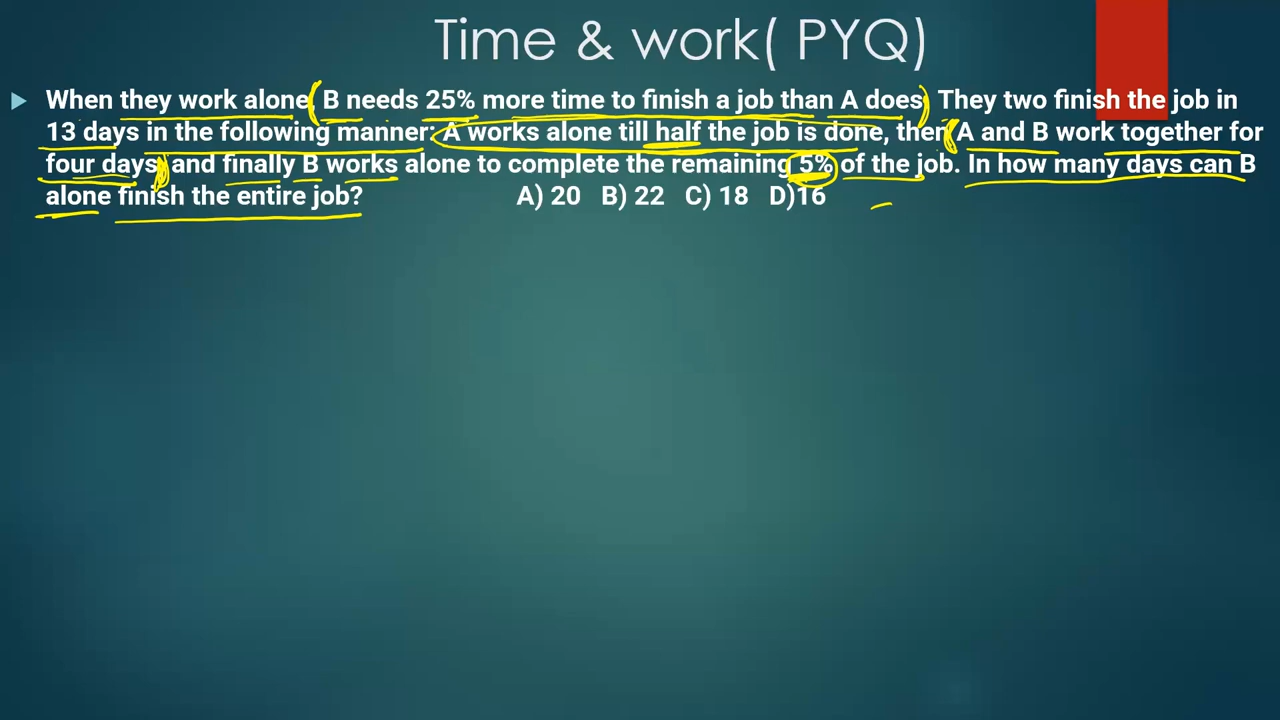 Time & work( PYQ)
When they work alone, B needs 25% more time to finish a job than A does. They two finish the job in
13 days in the following manner: A works alone till half the job is done, then A and B work together for
four days, and finally B works alone to complete the remaining 5% of the job. In how many days can B
alone finish the entire job? A) 20 B) 22 C) 18 D)16